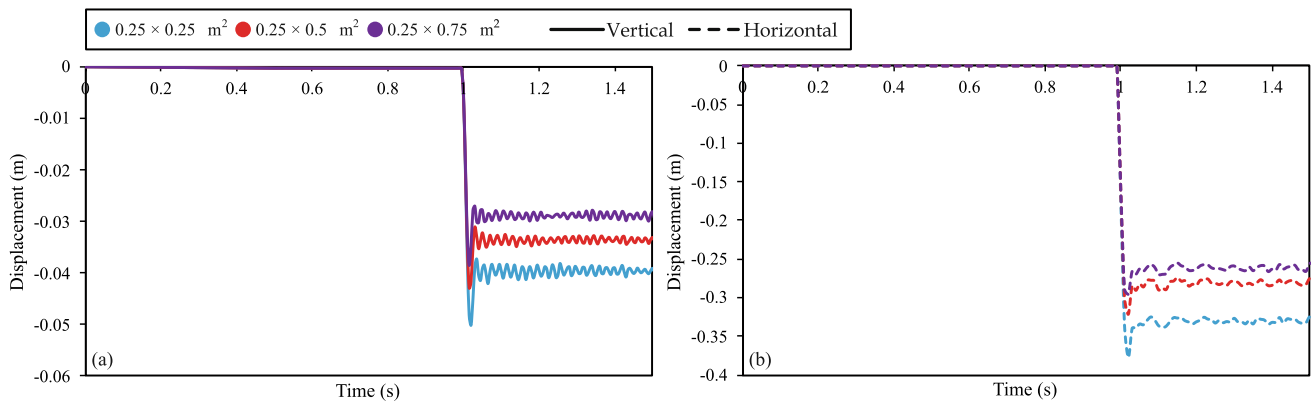 0.25 × 0.25 m² 0.25 × 0.5 m² 0.25 × 0.75 m² Vertical Horizontal
0
-0.01
-0.02
-0.03
-0.04
-0.05
-0.06
0 0.2 0.4 0.6 0.8 1 1.2 1.4
Displacement (m)
(a)
Time (s)
0
-0.05
-0.1
-0.15
-0.2
-0.25
-0.3
-0.35
-0.4
0 0.2 0.4 0.6 0.8 1 1.2 1.4
Displacement (m)
(b)
Time (s)